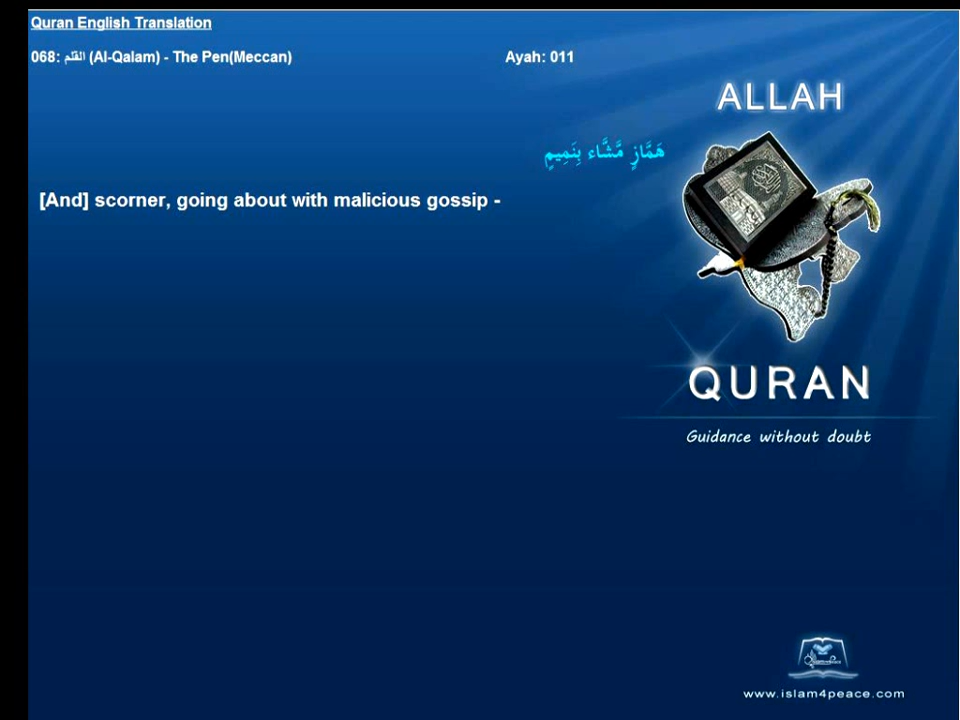 Quran English Translation
068: القلم (Al-Qalam) - The Pen(Meccan) Ayah: 011
ALLAH
هَمَّازٍ مَّشَّاء بِنَمِيمٍ
[And] scorner, going about with malicious gossip -
QURAN
Guidance without doubt
www.islam4peace.com